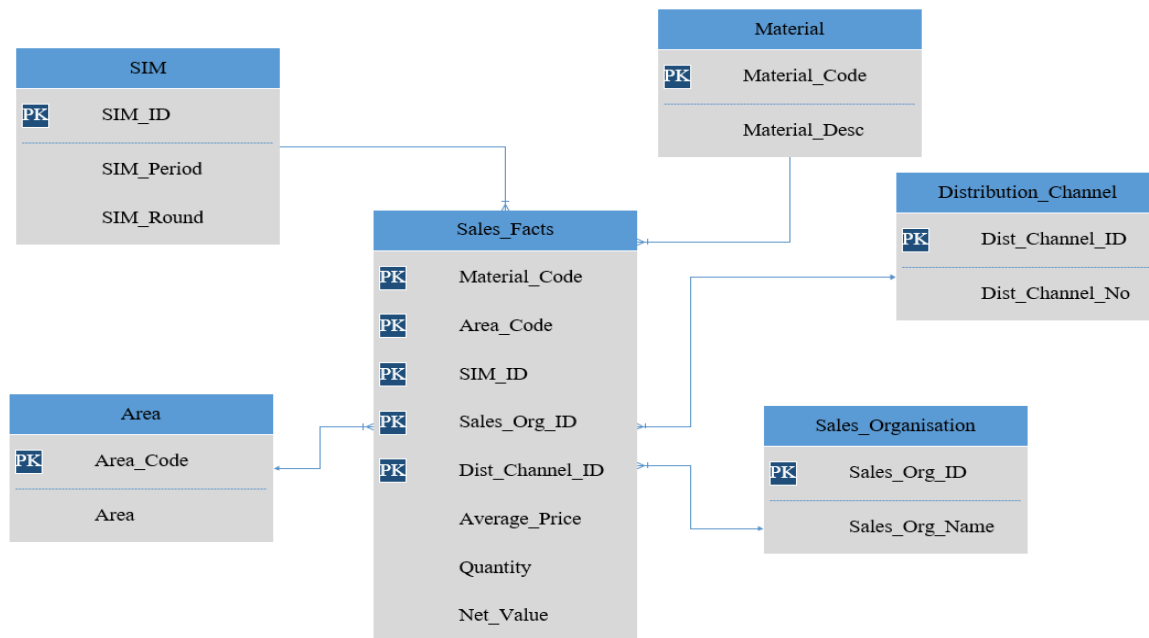 SIM
PK SIM_ID
SIM_Period
SIM_Round
Material
PK Material_Code
Material_Desc
Distribution_Channel
PK Dist_Channel_ID
Dist_Channel_No
Sales_Facts
PK Material_Code
PK Area_Code
PK SIM_ID
PK Sales_Org_ID
PK Dist_Channel_ID
Average_Price
Quantity
Net_Value
Area
PK Area_Code
Area
Sales_Organisation
PK Sales_Org_ID
Sales_Org_Name